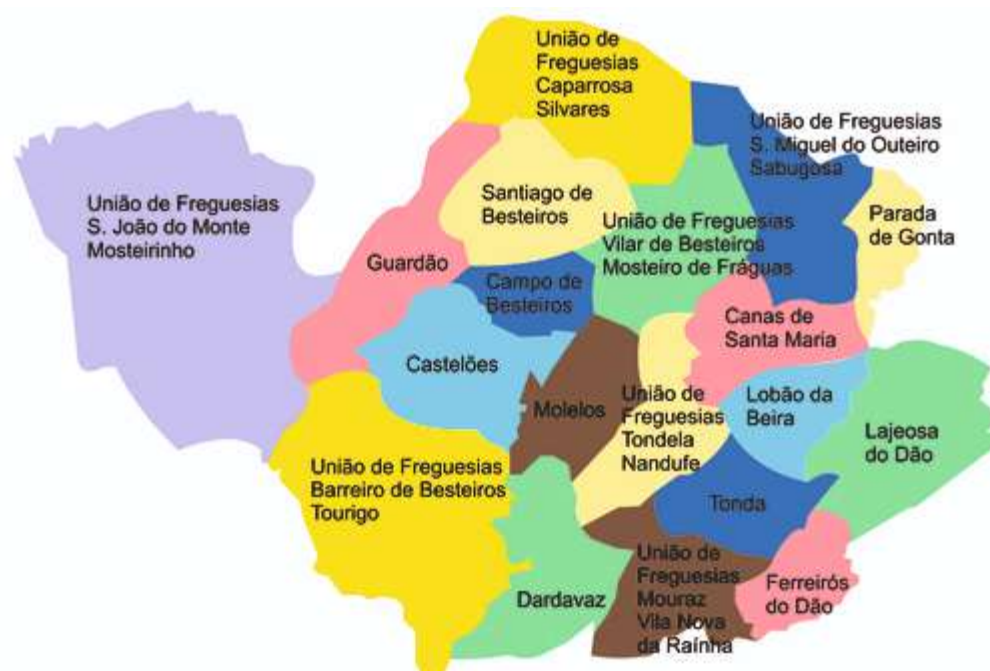 União de
Freguesias
Caparrosa
Silvares
União de Freguesias
S. Miguel do Outeiro
Sabugosa
União de Freguesias
S. João do Monte
Mosteirinho
Santiago de
Besteiros
União de Freguesias
Vilar de Besteiros
Mosteiro de Fráguas
Parada
de Gonta
Guardão
Campo de
Besteiros
Canas de
Santa Maria
Castelões
Molelos
União de
Freguesias
Tondela
Nandufe
Lobão da
Beira
Lajeosa
do Dão
União de Freguesias
Barreiro de Besteiros
Tourigo
Tonda
Dardavaz
União de
Freguesias
Mouraz
Vila Nova
da Raínha
Ferreirós
do Dão